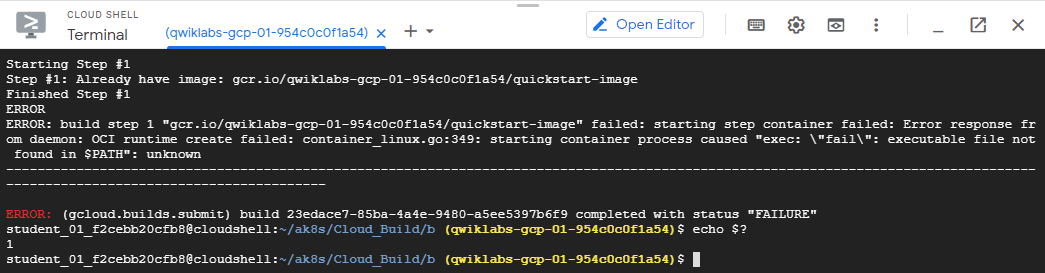 CLOUD SHELL
Terminal
(qwiklabs-gcp-01-954c0c0f1a54)
Open Editor
Starting Step #1
Step #1: Already have image: gcr.io/qwiklabs-gcp-01-954c0c0f1a54/quickstart-image
Finished Step #1
ERROR
ERROR: build step 1 "gcr.io/qwiklabs-gcp-01-954c0c0f1a54/quickstart-image" failed: starting step container failed: Error response fr
om daemon: OCI runtime create failed: container_linux.go:349: starting container process caused "exec: \"fail\": executable file not
found in $PATH": unknown
------------------------------------------------------------------------------------------------------------------------------------
-----------------------------------------
ERROR: (gcloud.builds.submit) build 23edace7-85ba-4a4e-9480-a5ee5397b6f9 completed with status "FAILURE"
student_01_f2cebb20cfb8@cloudshell:~/ak8s/Cloud_Build/b (qwiklabs-gcp-01-954c0c0f1a54)$ echo $?
1
student_01_f2cebb20cfb8@cloudshell:~/ak8s/Cloud_Build/b (qwiklabs-gcp-01-954c0c0f1a54)$